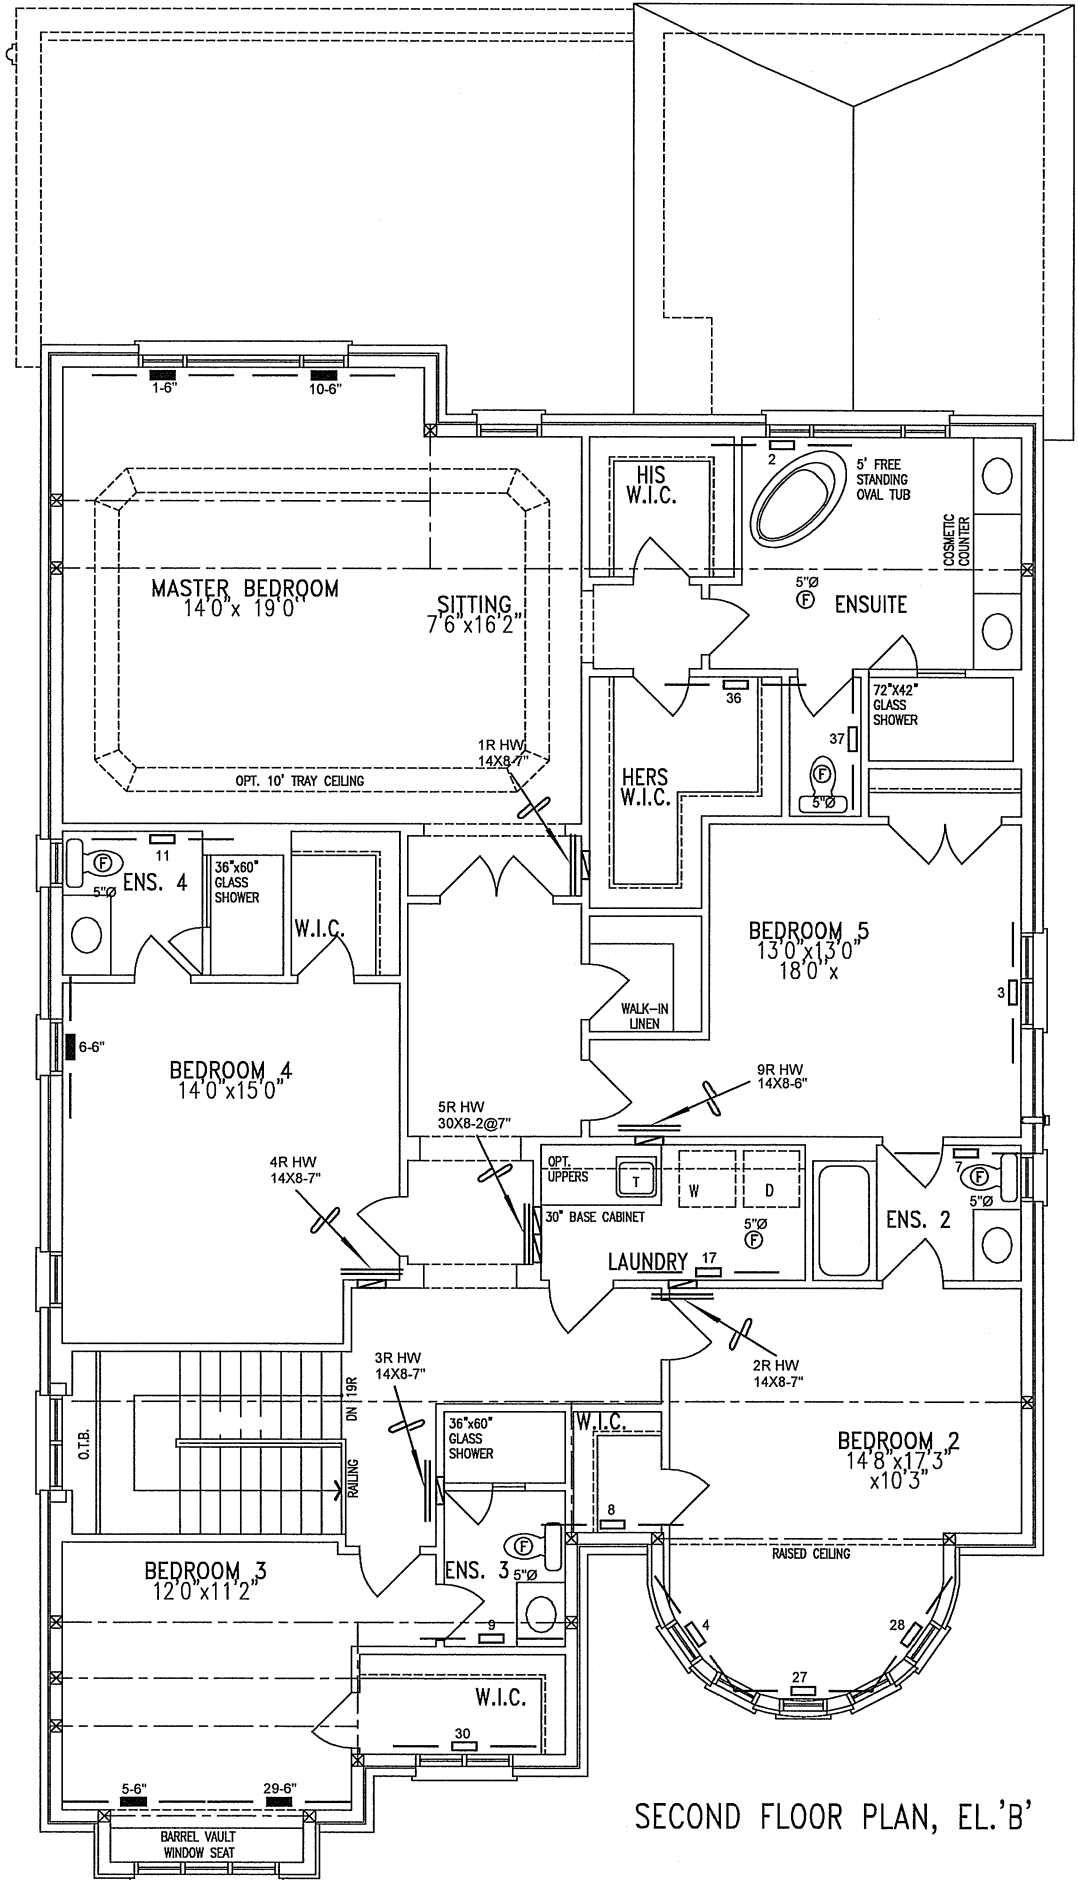 1-6"
10-6"
2
5' FREE
STANDING
OVAL TUB
HIS
W.I.C.
COSMETIC
COUNTER
MASTER BEDROOM
14'0"x 19'0"
SITTING
7'6"x16'2"
5"Ø
F
ENSUITE
36
72"X42"
GLASS
SHOWER
37
1R HW
14X8-7"
OPT. 10' TRAY CEILING
HERS
W.I.C.
F
5"Ø
11
F
ENS. 4
5"Ø
36"x60"
GLASS
SHOWER
W.I.C.
BEDROOM 5
13'0"x13'0"
18'0" x
3
WALK-IN
LINEN
6-6"
BEDROOM 4
14'0"x15'0"
9R HW
14X8-6"
5R HW
30X8-2@7"
4R HW
14X8-7"
OPT.
UPPERS
T
W
D
30" BASE CABINET
5"Ø
F
LAUNDRY
17
7
F
5"Ø
ENS. 2
2R HW
14X8-7"
3R HW
14X8-7"
DN 19R
O.T.B.
RAILING
36"x60"
GLASS
SHOWER
W.I.C.
BEDROOM 2
14'8"x17'3"
x10'3"
8
RAISED CEILING
BEDROOM 3
12'0"x11'2"
F
ENS. 3
5"Ø
9
4
28
27
W.I.C.
30
5-6"
29-6"
BARREL VAULT
WINDOW SEAT
SECOND FLOOR PLAN, EL.'B'